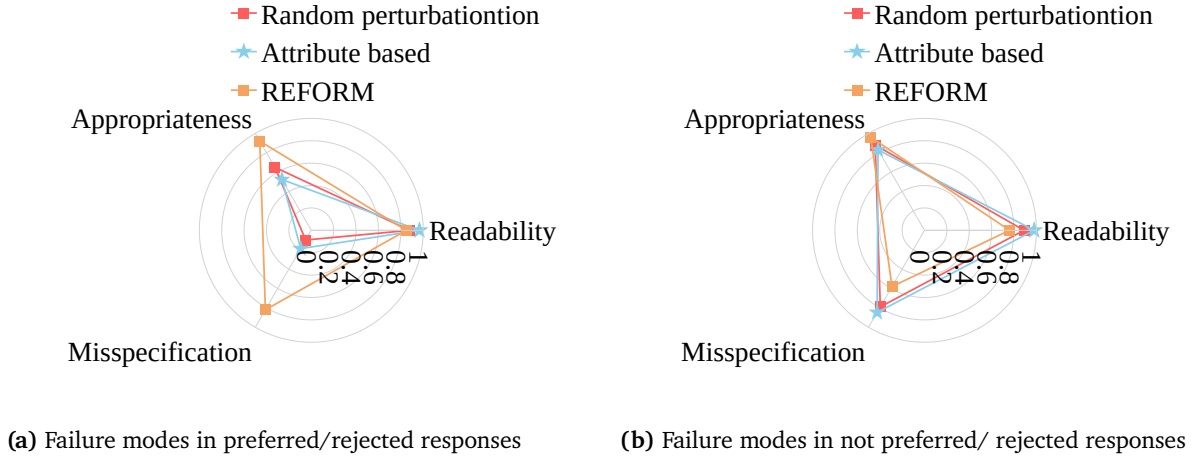 Random perturbationtion
Attribute based
REFORM
Appropriateness
Readability
Misspecification
0
0.2
0.4
0.6
0.8
1
(a) Failure modes in preferred/rejected responses
Random perturbationtion
Attribute based
REFORM
Appropriateness
Readability
Misspecification
0
0.2
0.4
0.6
0.8
1
(b) Failure modes in not preferred/ rejected responses